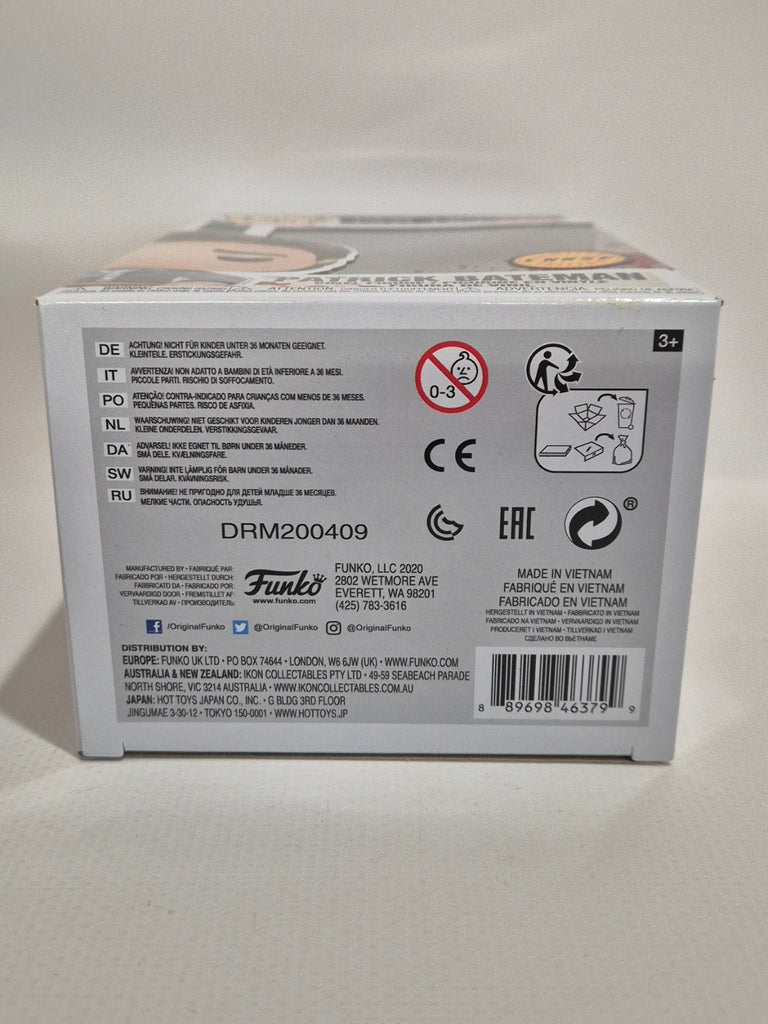 PATRICK BATEMAN
3+
DE ACHTUNG! NICHT FÜR KINDER UNTER 36 MONATEN GEEIGNET.
KLEINTEILE. ERSTICKUNGSGEFAHR.
IT AVVERTENZA! NON ADATTO A BAMBINI DI ETÀ INFERIORE A 36 MESI.
PICCOLE PARTI. RISCHIO DI SOFFOCAMENTO.
PO ATENÇÃO! CONTRA-INDICADO PARA CRIANÇAS COM MENOS DE 36 MESES.
PEQUENAS PARTES. RISCO DE ASFIXIA.
NL WAARSCHUWING! NIET GESCHIKT VOOR KINDEREN JONGER DAN 36 MAANDEN.
KLEINE ONDERDELEN. VERSTIKKINGSGEVAAR.
DA ADVARSEL! IKKE EGNET TIL BØRN UNDER 36 MÅNEDER.
SMÅ DELE. KVÆLNINGSFARE.
SW VARNING! INTE LÄMPLIG FÖR BARN UNDER 36 MÅNADER.
SMÅ DELAR. KVÄVNINGSRISK.
RU ВНИМАНИЕ! НЕ ПРИГОДНО ДЛЯ ДЕТЕЙ МЛАДШЕ 36 МЕСЯЦЕВ.
МЕЛКИЕ ЧАСТИ. ОПАСНОСТЬ УДУШЬЯ.
0-3
CE
EAC
®
DRM200409
MANUFACTURED BY • FABRIQUÉ PAR:
FABRICADO POR • HERGESTELLT DURCH:
FABBRICATO DA • FABRICADO POR:
VERVAARDIGD DOOR • FREMSTILLET AF:
TILLVERKAD AV • ПРОИЗВОДИТЕЛЬ:
Funko
www.funko.com
FUNKO, LLC 2020
2802 WETMORE AVE
EVERETT, WA 98201
(425) 783-3616
MADE IN VIETNAM
FABRIQUÉ EN VIETNAM
FABRICADO EN VIETNAM
HERGESTELLT IN VIETNAM • FABBRICATO IN VIETNAM
FABRICADO NA VIETNAM • VERVAARDIGD IN VIETNAM
PRODUCERET I VIETNAM • TILLVERKAD I VIETNAM
СДЕЛАНО ВО ВЬЕТНАМЕ
/OriginalFunko @OriginalFunko @OriginalFunko
DISTRIBUTION BY:
EUROPE: FUNKO UK LTD • PO BOX 74644 • LONDON, W6 6JW (UK) • WWW.FUNKO.COM
AUSTRALIA & NEW ZEALAND: IKON COLLECTABLES PTY LTD • 49-59 SEABEACH PARADE
NORTH SHORE, VIC 3214 AUSTRALIA • WWW.IKONCOLLECTABLES.COM.AU
JAPAN: HOT TOYS JAPAN CO., INC. • G BLDG 3RD FLOOR
JINGUMAE 3-30-12 • TOKYO 150-0001 • WWW.HOTTOYS.JP
8 89698 46379 9